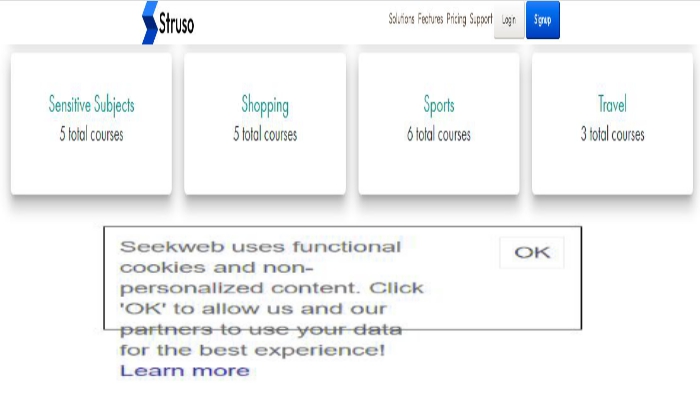 Struso
Solutions Features Pricing Support Login Signup
Sensitive Subjects
5 total courses
Shopping
5 total courses
Sports
6 total courses
Travel
3 total courses
Seekweb uses functional
cookies and non-
personalized content. Click
'OK' to allow us and our
partners to use your data
for the best experience!
Learn more
OK